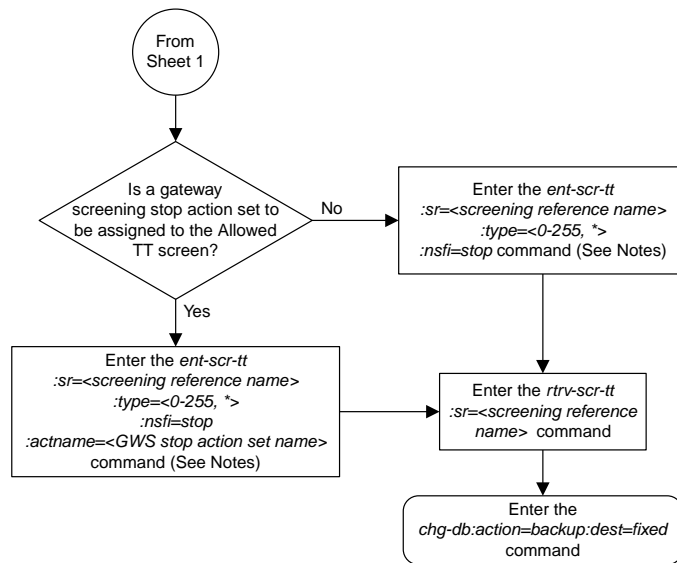 From
Sheet 1
Is a gateway
screening stop action set to
be assigned to the Allowed
TT screen?
No
Enter the ent-scr-tt
:sr=<screening reference name>
:type=<0-255, *>
:nsfi=stop command (See Notes)
Yes
Enter the ent-scr-tt
:sr=<screening reference name>
:type=<0-255, *>
:nsfi=stop
:actname=<GWS stop action set name>
command (See Notes)
Enter the rtrv-scr-tt
:sr=<screening reference
name> command
Enter the
chg-db:action=backup:dest=fixed
command